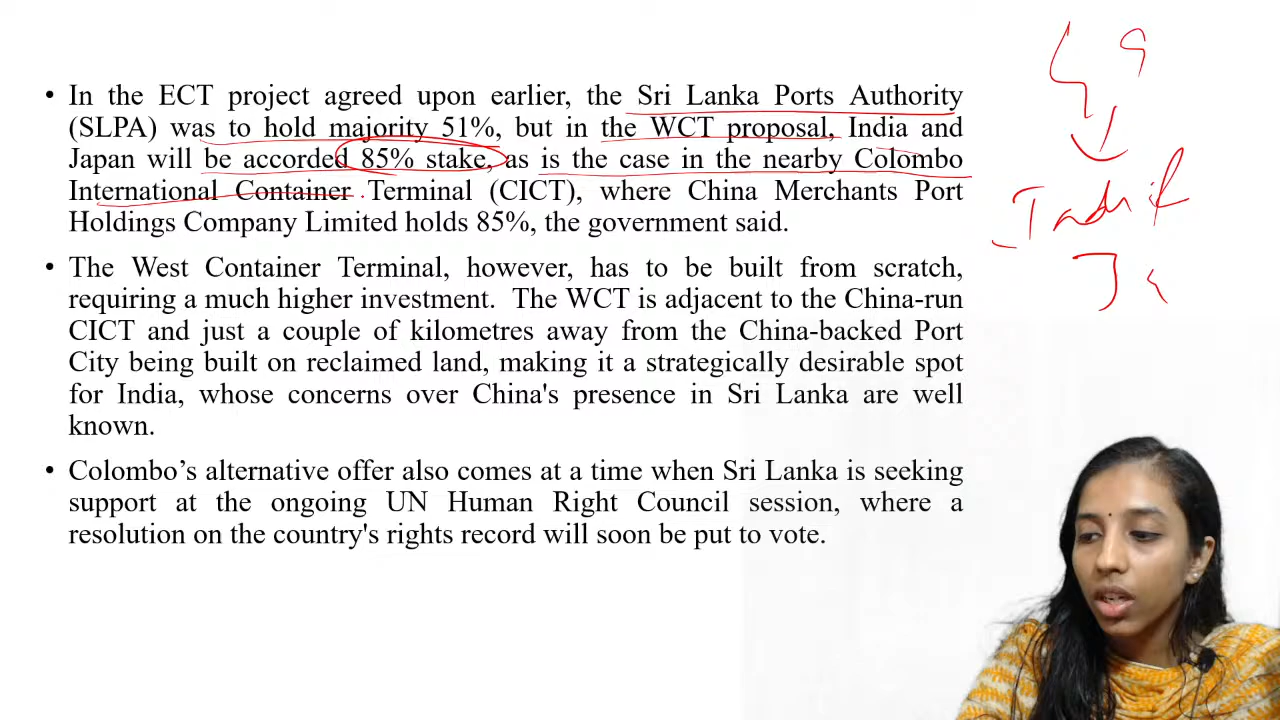 • In the ECT project agreed upon earlier, the Sri Lanka Ports Authority
(SLPA) was to hold majority 51%, but in the WCT proposal, India and
Japan will be accorded 85% stake, as is the case in the nearby Colombo
International Container Terminal (CICT), where China Merchants Port
Holdings Company Limited holds 85%, the government said.
• The West Container Terminal, however, has to be built from scratch,
requiring a much higher investment. The WCT is adjacent to the China-run
CICT and just a couple of kilometres away from the China-backed Port
City being built on reclaimed land, making it a strategically desirable spot
for India, whose concerns over China's presence in Sri Lanka are well
known.
• Colombo’s alternative offer also comes at a time when Sri Lanka is seeking
support at the ongoing UN Human Right Council session, where a
resolution on the country's rights record will soon be put to vote.